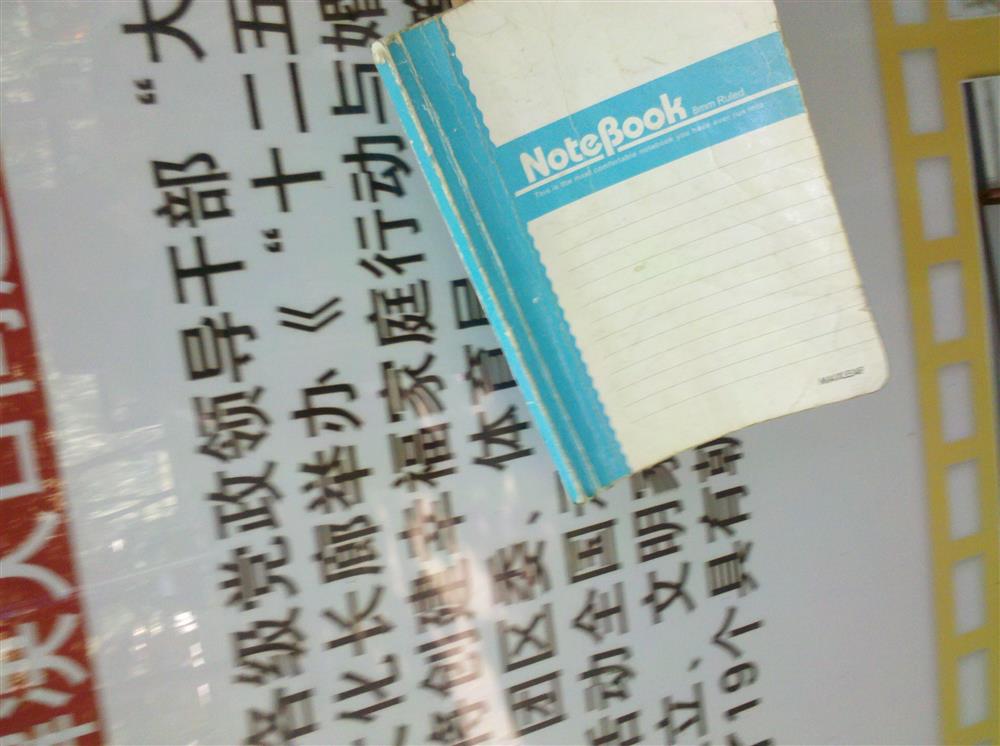 人口
各级党政领导干部“大
化长廊举办《“十二五
创建幸福家庭行动与婚
团区委、体育局
活动全国
立、文明家
19个具有就
NoteBook 8mm Ruled
This is the most comfortable notebook you have ever run into